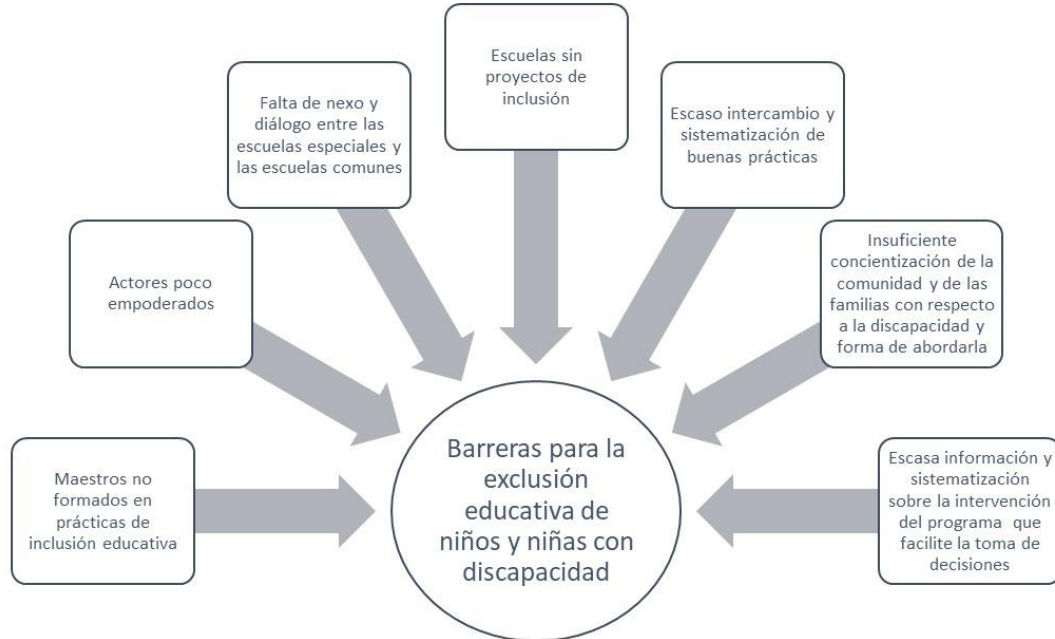 Escuelas sin
proyectos de
inclusión
Falta de nexo y
diálogo entre las
escuelas especiales y
las escuelas comunes
Escaso intercambio y
sistematización de
buenas prácticas
Actores poco
empoderados
Insuficiente
concientización de la
comunidad y de las
familias con respecto
a la discapacidad y
forma de abordarla
Maestros no
formados en
prácticas de
inclusión educativa
Barreras para la
exclusión
educativa de
niños y niñas con
discapacidad
Escasa información y
sistematización
sobre la intervención
del programa que
facilite la toma de
decisiones